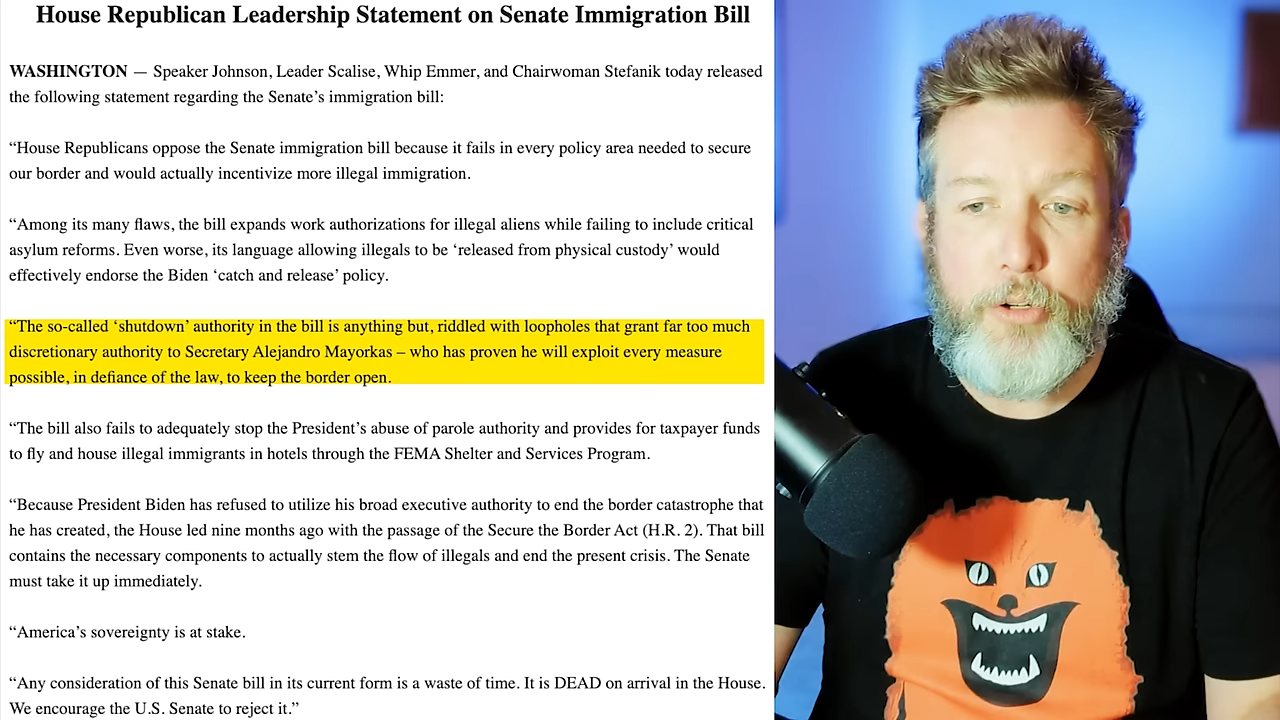 House Republican Leadership Statement on Senate Immigration Bill
WASHINGTON — Speaker Johnson, Leader Scalise, Whip Emmer, and Chairwoman Stefanik today released
the following statement regarding the Senate’s immigration bill:
“House Republicans oppose the Senate immigration bill because it fails in every policy area needed to secure
our border and would actually incentivize more illegal immigration.
“Among its many flaws, the bill expands work authorizations for illegal aliens while failing to include critical
asylum reforms. Even worse, its language allowing illegals to be ‘released from physical custody’ would
effectively endorse the Biden ‘catch and release’ policy.
“The so-called ‘shutdown’ authority in the bill is anything but, riddled with loopholes that grant far too much
discretionary authority to Secretary Alejandro Mayorkas – who has proven he will exploit every measure
possible, in defiance of the law, to keep the border open.
“The bill also fails to adequately stop the President’s abuse of parole authority and provides for taxpayer funds
to fly and house illegal immigrants in hotels through the FEMA Shelter and Services Program.
“Because President Biden has refused to utilize his broad executive authority to end the border catastrophe that
he has created, the House led nine months ago with the passage of the Secure the Border Act (H.R. 2). That bill
contains the necessary components to actually stem the flow of illegals and end the present crisis. The Senate
must take it up immediately.
“America’s sovereignty is at stake.
“Any consideration of this Senate bill in its current form is a waste of time. It is DEAD on arrival in the House.
We encourage the U.S. Senate to reject it.”